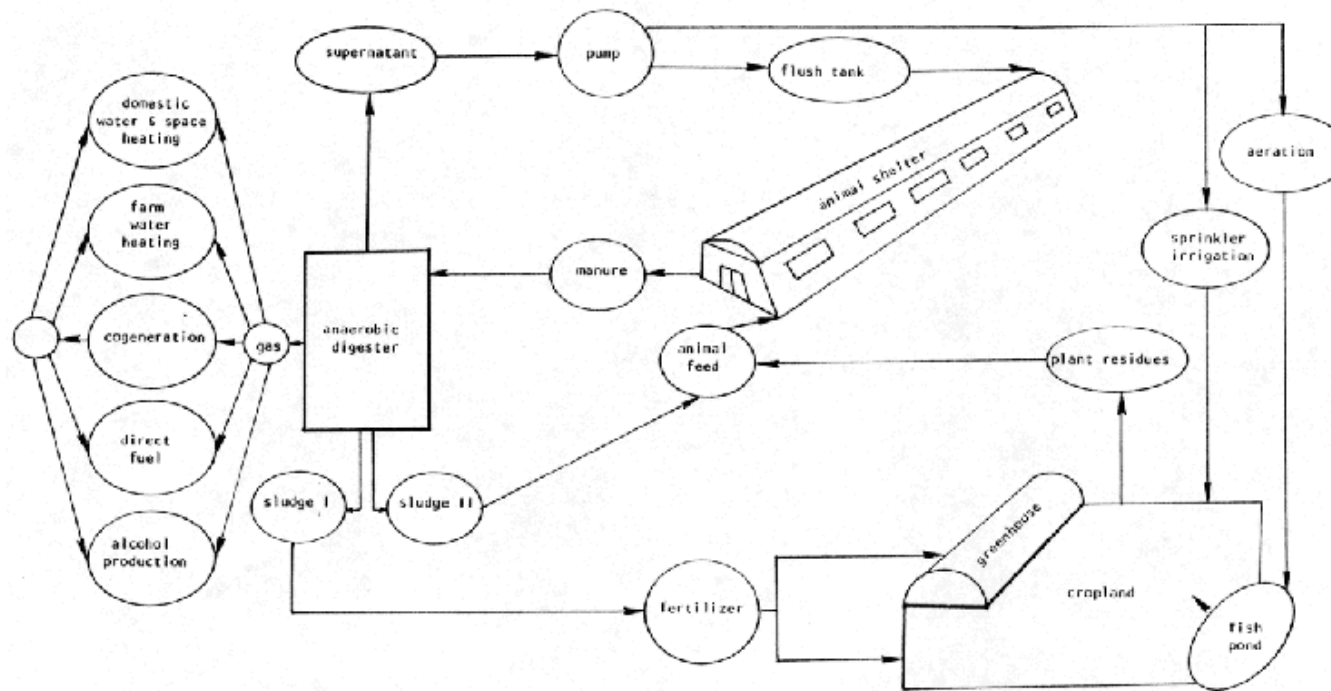 supernatant
pump
flush tank
domestic
water & space
heating
animal shelter
aeration
farm
water
heating
sprinkler
irrigation
manure
cogeneration
gas
anaerobic
digester
animal
feed
plant residues
direct
fuel
sludge I
sludge II
greenhouse
alcohol
production
fertilizer
cropland
fish
pond